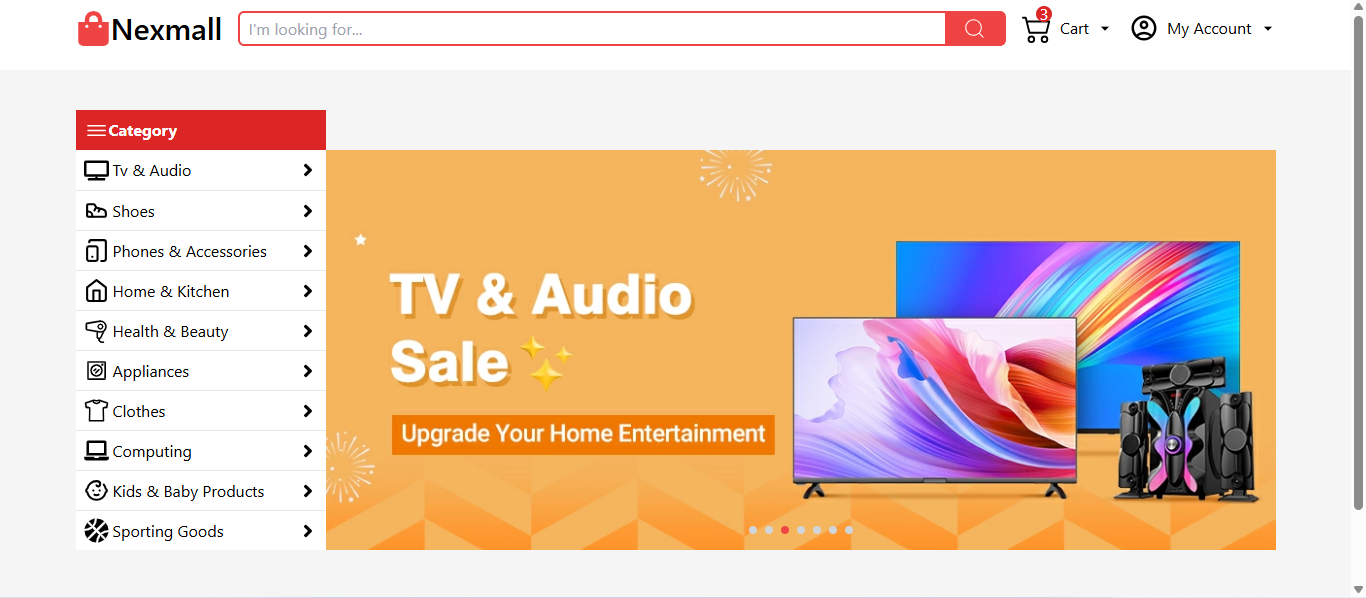 Nexmall
I'm looking for...
3
Cart
My Account
Category
Tv & Audio
Shoes
Phones & Accessories
Home & Kitchen
Health & Beauty
Appliances
Clothes
Computing
Kids & Baby Products
Sporting Goods
TV & Audio
Sale
Upgrade Your Home Entertainment